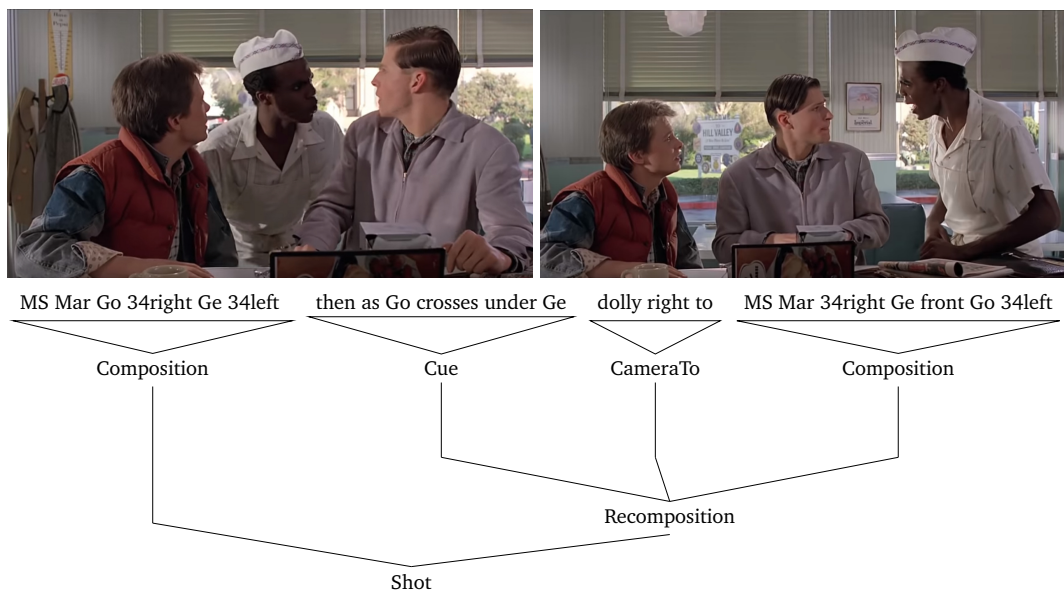 HILL VALLEY
MS Mar Go 34right Ge 34left
then as Go crosses under Ge
dolly right to
MS Mar 34right Ge front Go 34left
Composition
Cue
CameraTo
Composition
Recomposition
Shot